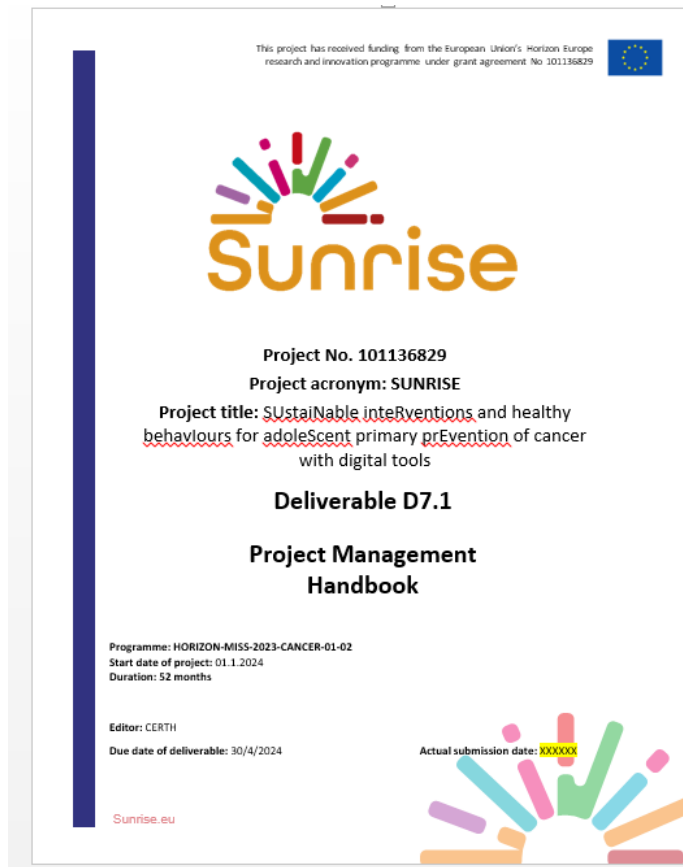 This project has received funding from the European Union's Horizon Europe
research and innovation programme under grant agreement No 101136829
Sunrise
Project No. 101136829
Project acronym: SUNRISE
Project title: SUstaiNable inteRventions and healthy
behavIours for adoleScent primary prEvention of cancer
with digital tools
Deliverable D7.1
Project Management
Handbook
Programme: HORIZON-MISS-2023-CANCER-01-02
Start date of project: 01.1.2024
Duration: 52 months
Editor: CERTH
Due date of deliverable: 30/4/2024 Actual submission date: XXXXXX
Sunrise.eu